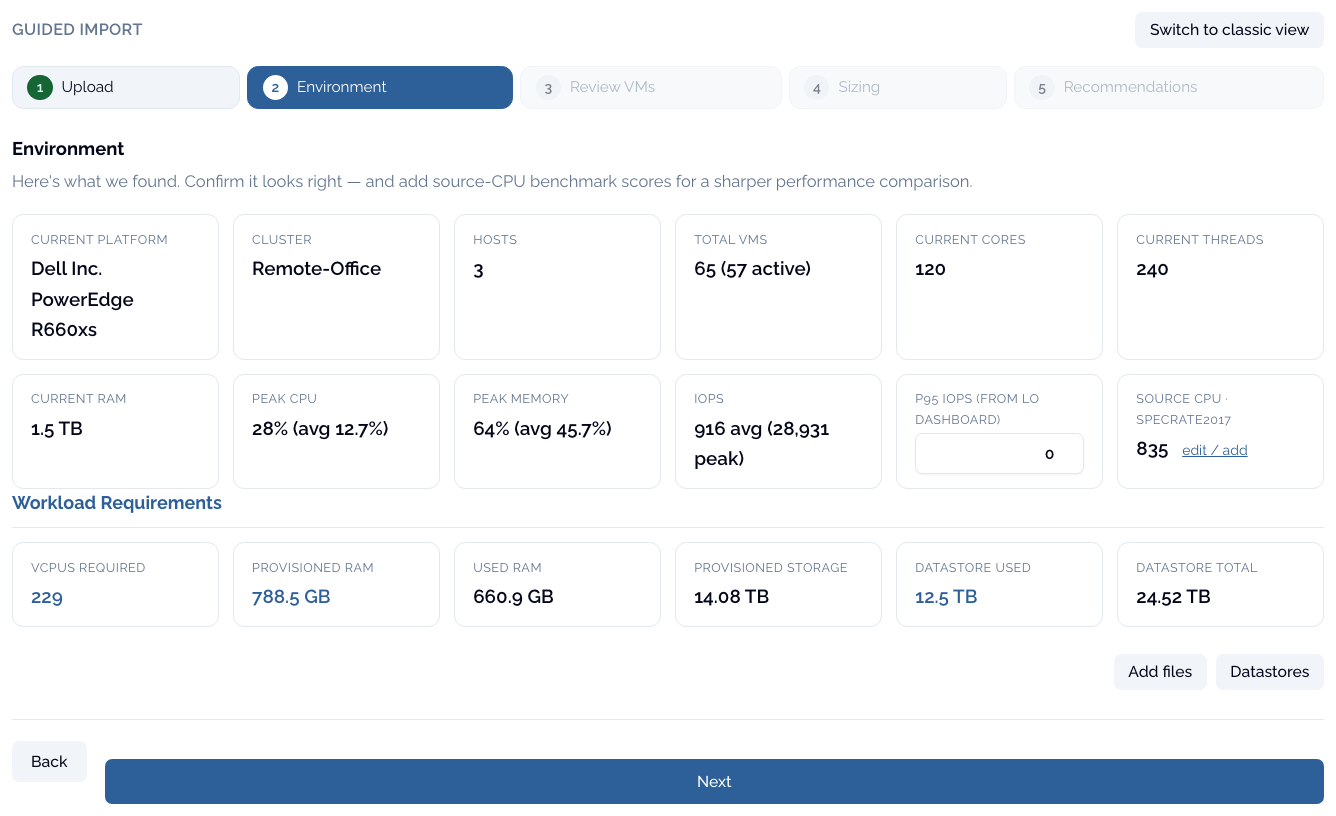 GUIDED IMPORT
Switch to classic view
1 Upload
2 Environment
3 Review VMs
4 Sizing
5 Recommendations
Environment
Here's what we found. Confirm it looks right — and add source-CPU benchmark scores for a sharper performance comparison.
CURRENT PLATFORM
Dell Inc.
PowerEdge
R660xs
CLUSTER
Remote-Office
HOSTS
3
TOTAL VMS
65 (57 active)
CURRENT CORES
120
CURRENT THREADS
240
CURRENT RAM
1.5 TB
PEAK CPU
28% (avg 12.7%)
PEAK MEMORY
64% (avg 45.7%)
IOPS
916 avg (28,931
peak)
P95 IOPS (FROM LO
DASHBOARD)
0
SOURCE CPU ·
SPECRATE2017
835 edit / add
Workload Requirements
VCPUS REQUIRED
229
PROVISIONED RAM
788.5 GB
USED RAM
660.9 GB
PROVISIONED STORAGE
14.08 TB
DATASTORE USED
12.5 TB
DATASTORE TOTAL
24.52 TB
Add files
Datastores
Back
Next